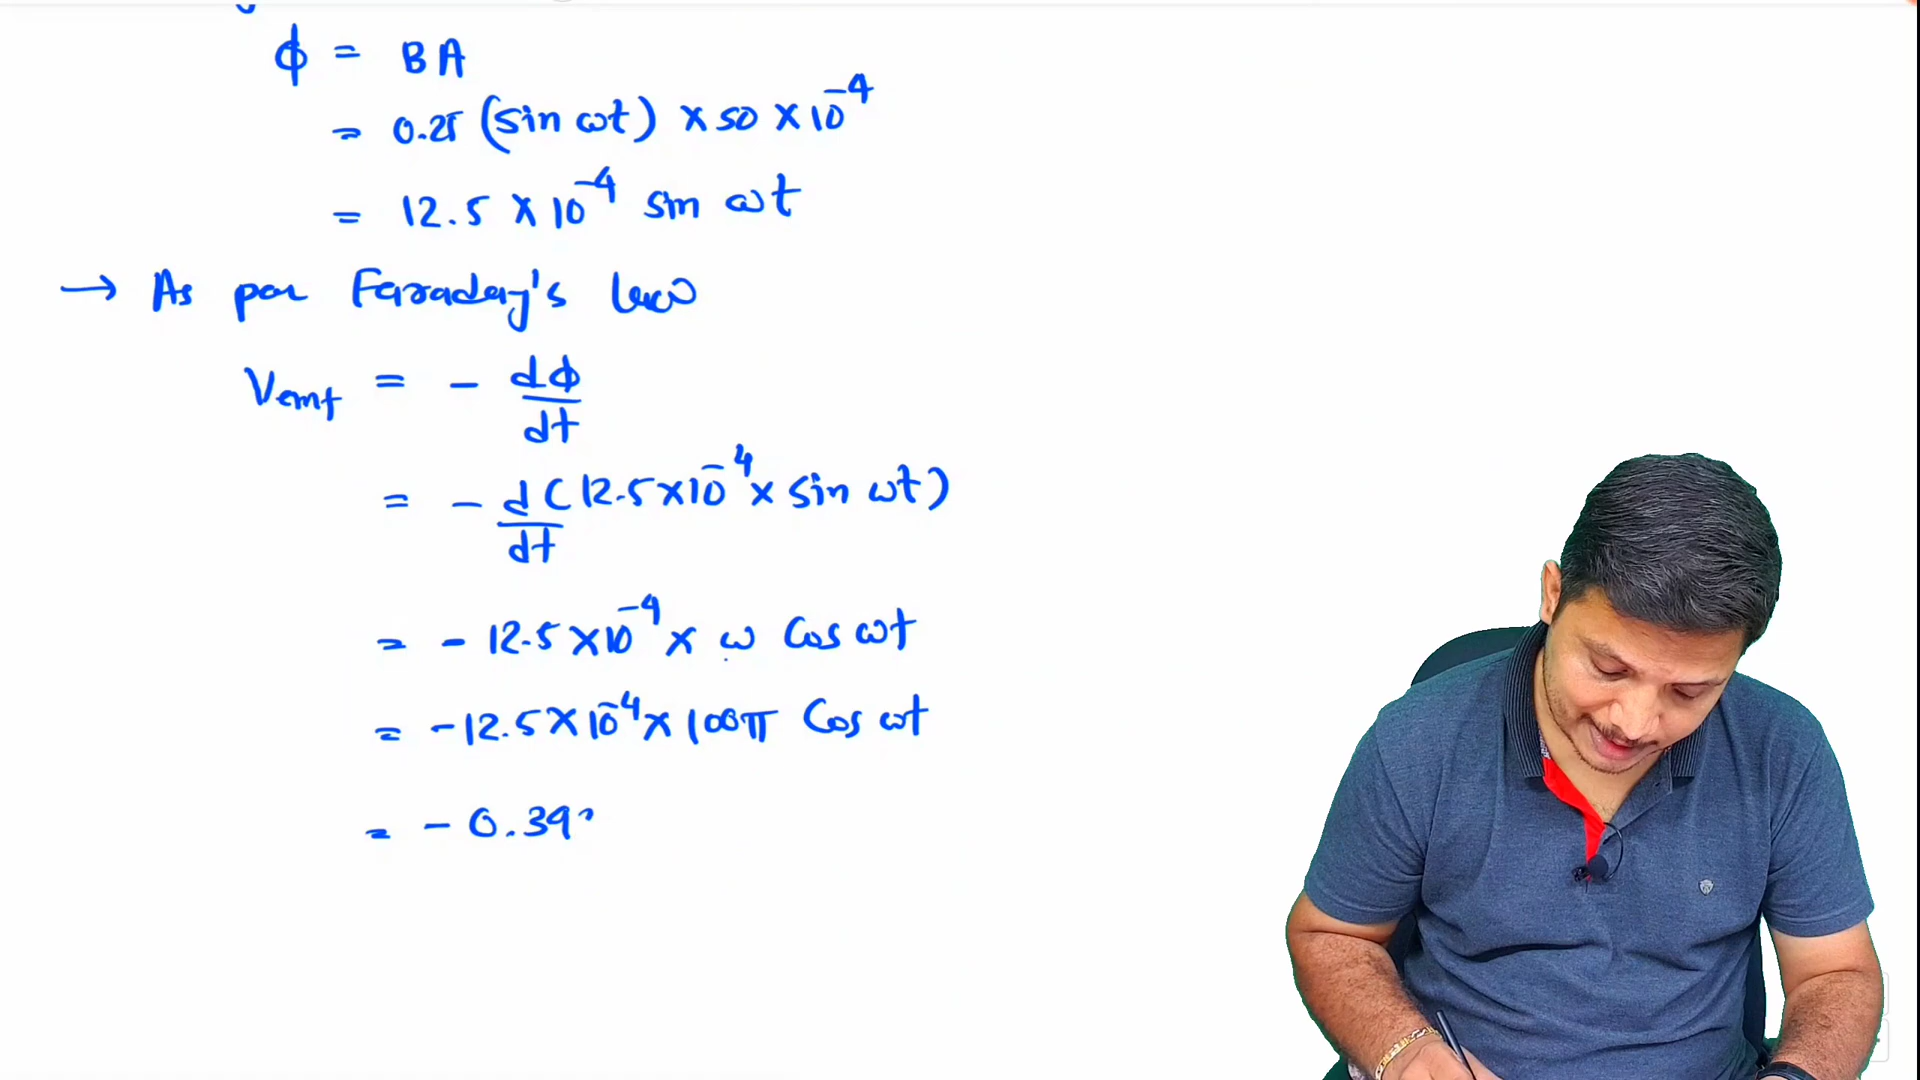 ϕ = BA
= 0.25 (sin ωt) × 50 × 10⁻⁴
= 12.5 × 10⁻⁴ sin ωt
→ As par Faraday's law
Vemf = - dϕ/dt
= - d/dt (12.5×10⁻⁴ × sin ωt)
= - 12.5 ×10⁻⁴ × ω Cos ωt
= -12.5 × 10⁻⁴ × 100π Cos ωt
= - 0.39